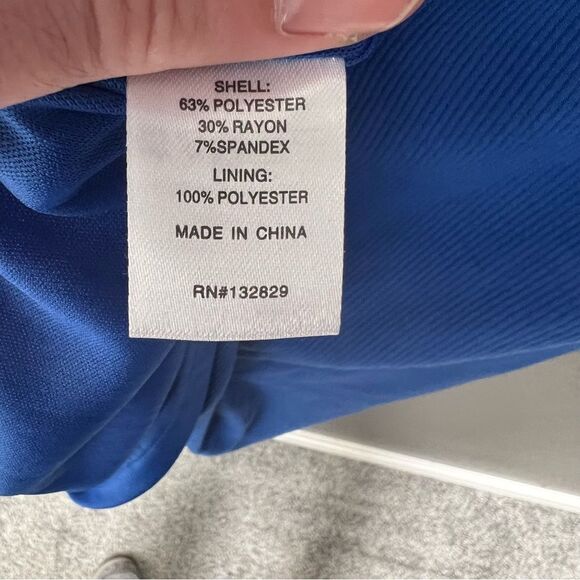 SHELL:
63% POLYESTER
30% RAYON
7%SPANDEX
LINING:
100% POLYESTER
MADE IN CHINA
RN#132829